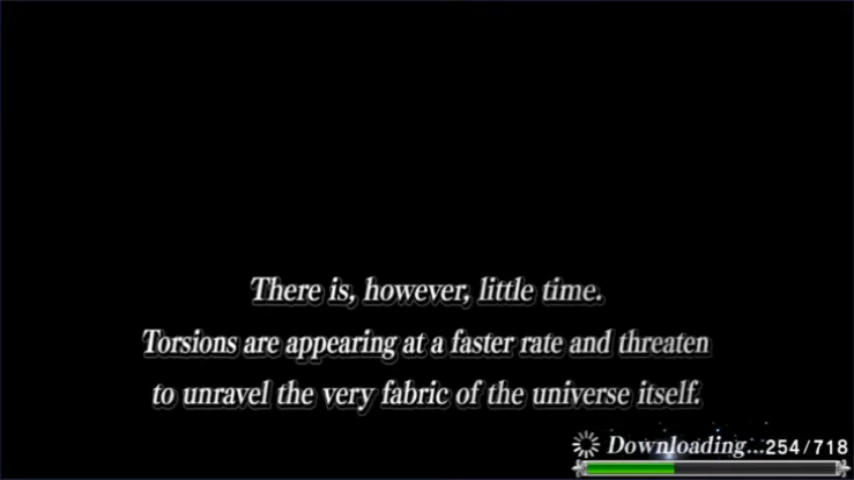 There is, however, little time.
Torsions are appearing at a faster rate and threaten
to unravel the very fabric of the universe itself.
Downloading...254/718